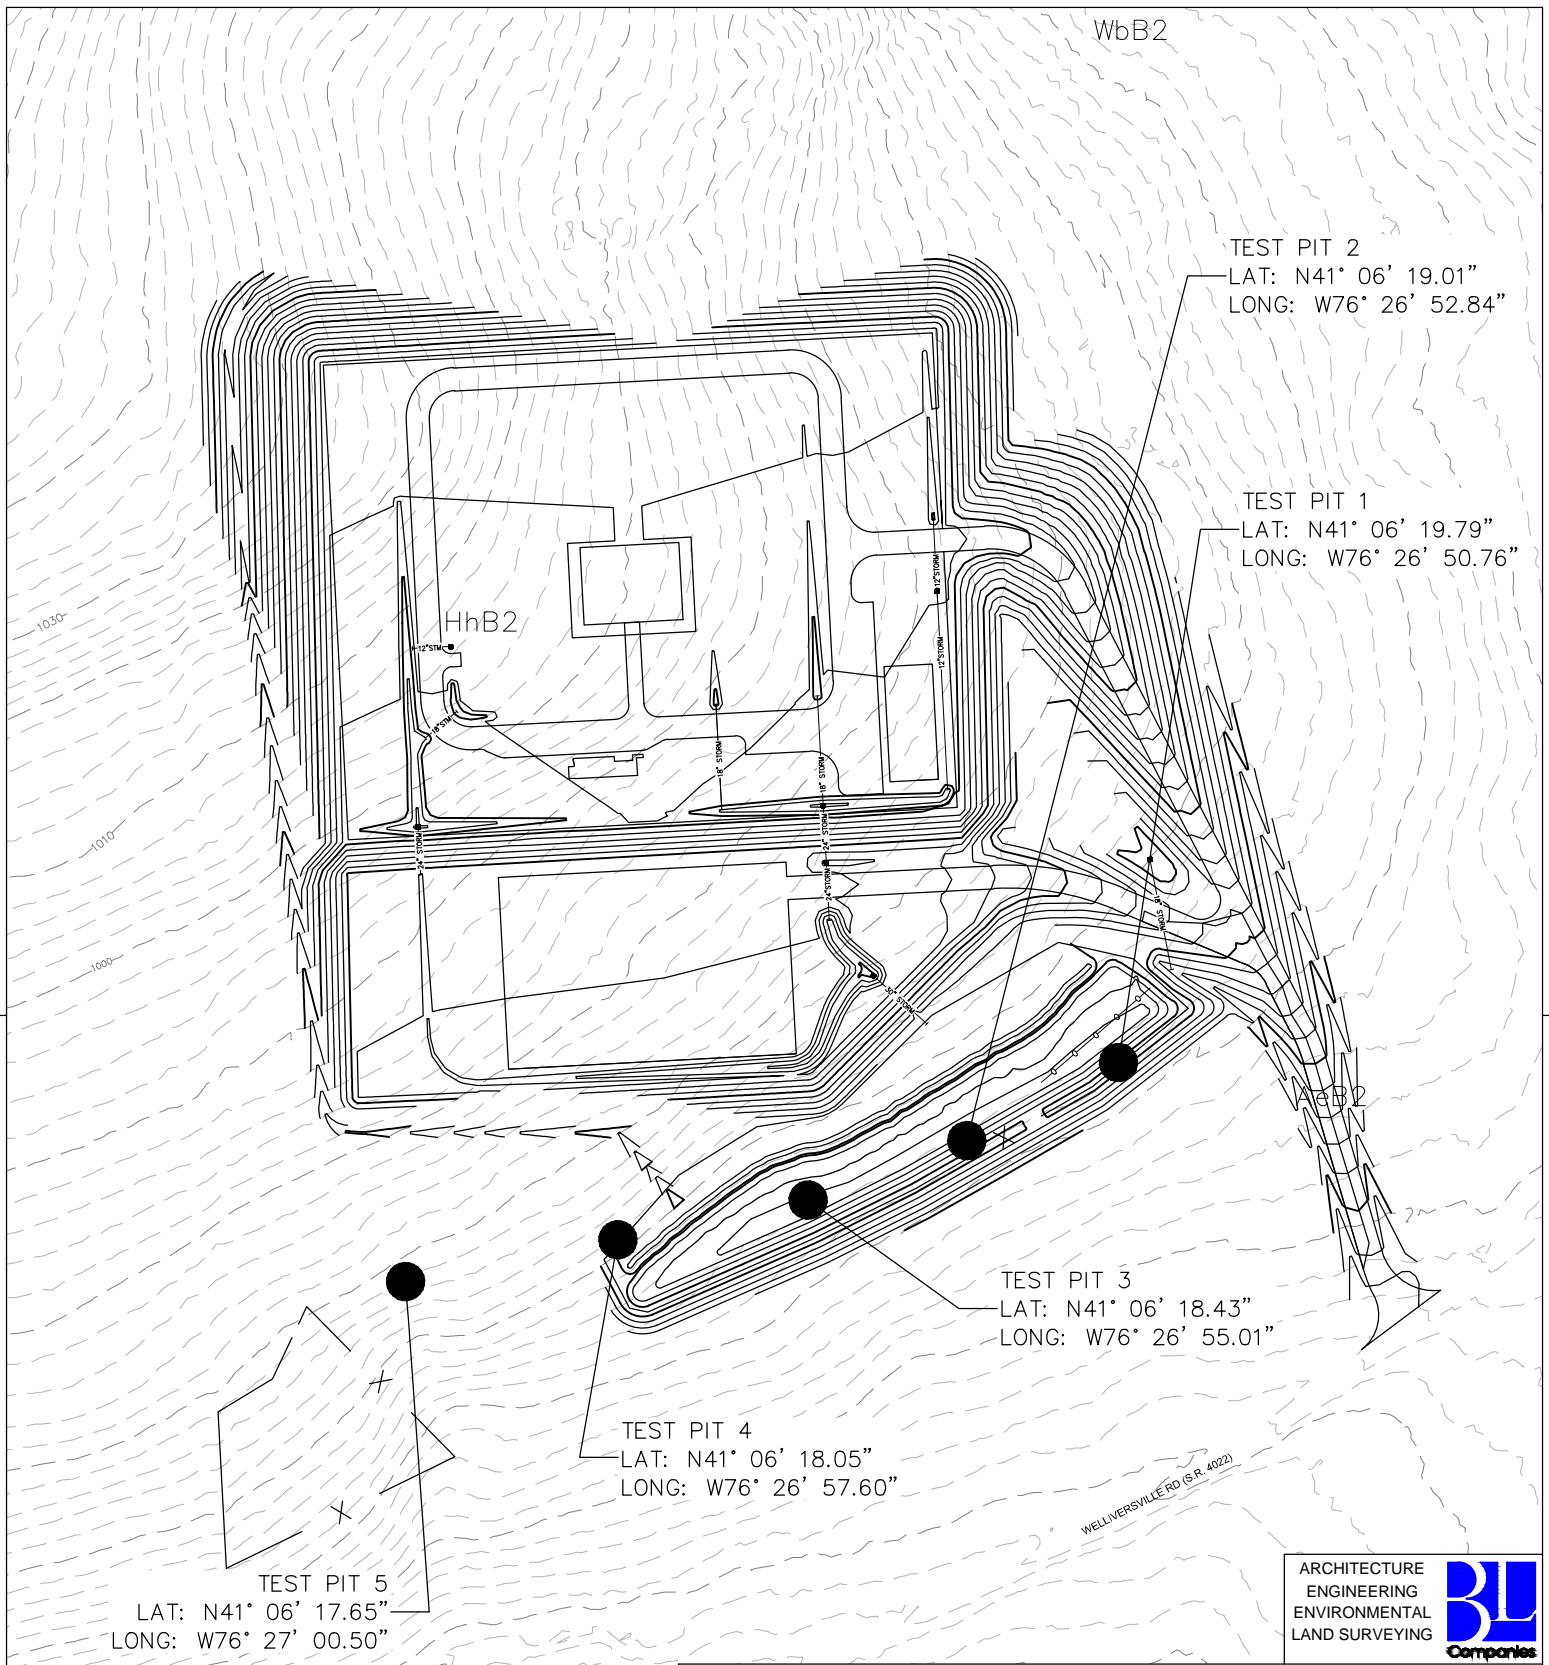 WbB2
TEST PIT 2
LAT: N41° 06' 19.01"
LONG: W76° 26' 52.84"
TEST PIT 1
LAT: N41° 06' 19.79"
LONG: W76° 26' 50.76"
12"STORM
12"STORM
1030
HhB2
12"STM
18"STM
18" STORM
18" STORM
24" STORM
24" STORM
24"STORM
18" STORM
1010
1000
30" STORM
AeB2
TEST PIT 3
LAT: N41° 06' 18.43"
LONG: W76° 26' 55.01"
TEST PIT 4
LAT: N41° 06' 18.05"
LONG: W76° 26' 57.60"
WELLIVERSVILLE RD (S.R. 4022)
TEST PIT 5
LAT: N41° 06' 17.65"
LONG: W76° 27' 00.50"
ARCHITECTURE
ENGINEERING
ENVIRONMENTAL
LAND SURVEYING
BL
Companies